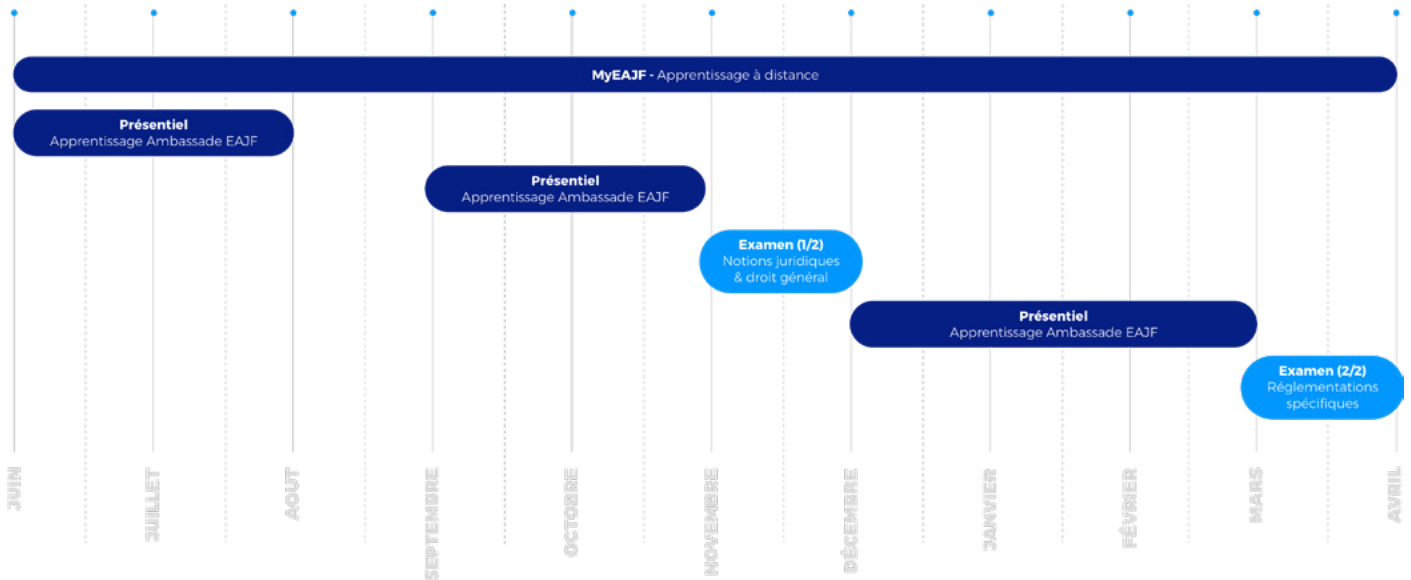 MyEAJF - Apprentissage à distance
Présentiel
Apprentissage Ambassade EAJF
Présentiel
Apprentissage Ambassade EAJF
Examen (1/2)
Notions juridiques
& droit général
Présentiel
Apprentissage Ambassade EAJF
Examen (2/2)
Réglementations
spécifiques
JUIN
JUILLET
AOUT
SEPTENDRE
OCTOBRE
NOVEMBRE
DÉCEMBRE
JANVIER
FÉVRIER
MARS
AVRIL